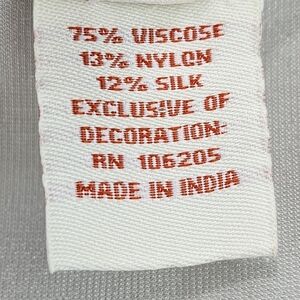 75% VISCOSE
13% NYLON
12% SILK
EXCLUSIVE OF
DECORATION:
RN 106205
MADE IN INDIA